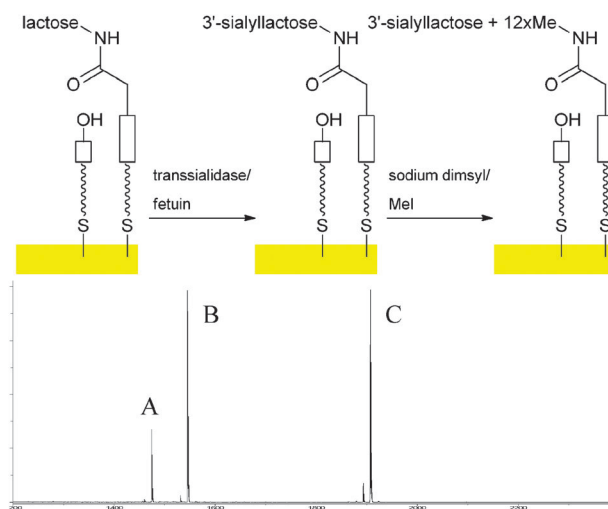 lactose
NH
O
OH
S
S
transsialidase/
fetuin
3'-sialyllactose
NH
O
OH
S
S
sodium dimsyl/
MeI
3'-sialyllactose + 12xMe
NH
O
OH
S
S
A
B
C
1400
1600
1800
2000
2200